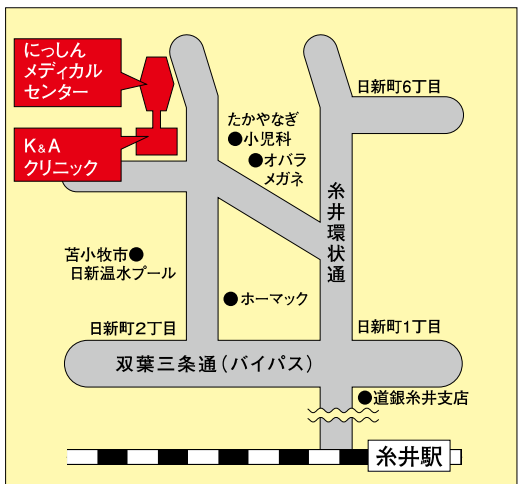 にっしん
メディカル
センター
K&A
クリニック
日新町6丁目
たかやなぎ
小児科
オバラ
メガネ
糸井環状通
苫小牧市
日新温水プール
ホーマック
日新町2丁目
日新町1丁目
双葉三条通(バイパス)
道銀糸井支店
糸井駅